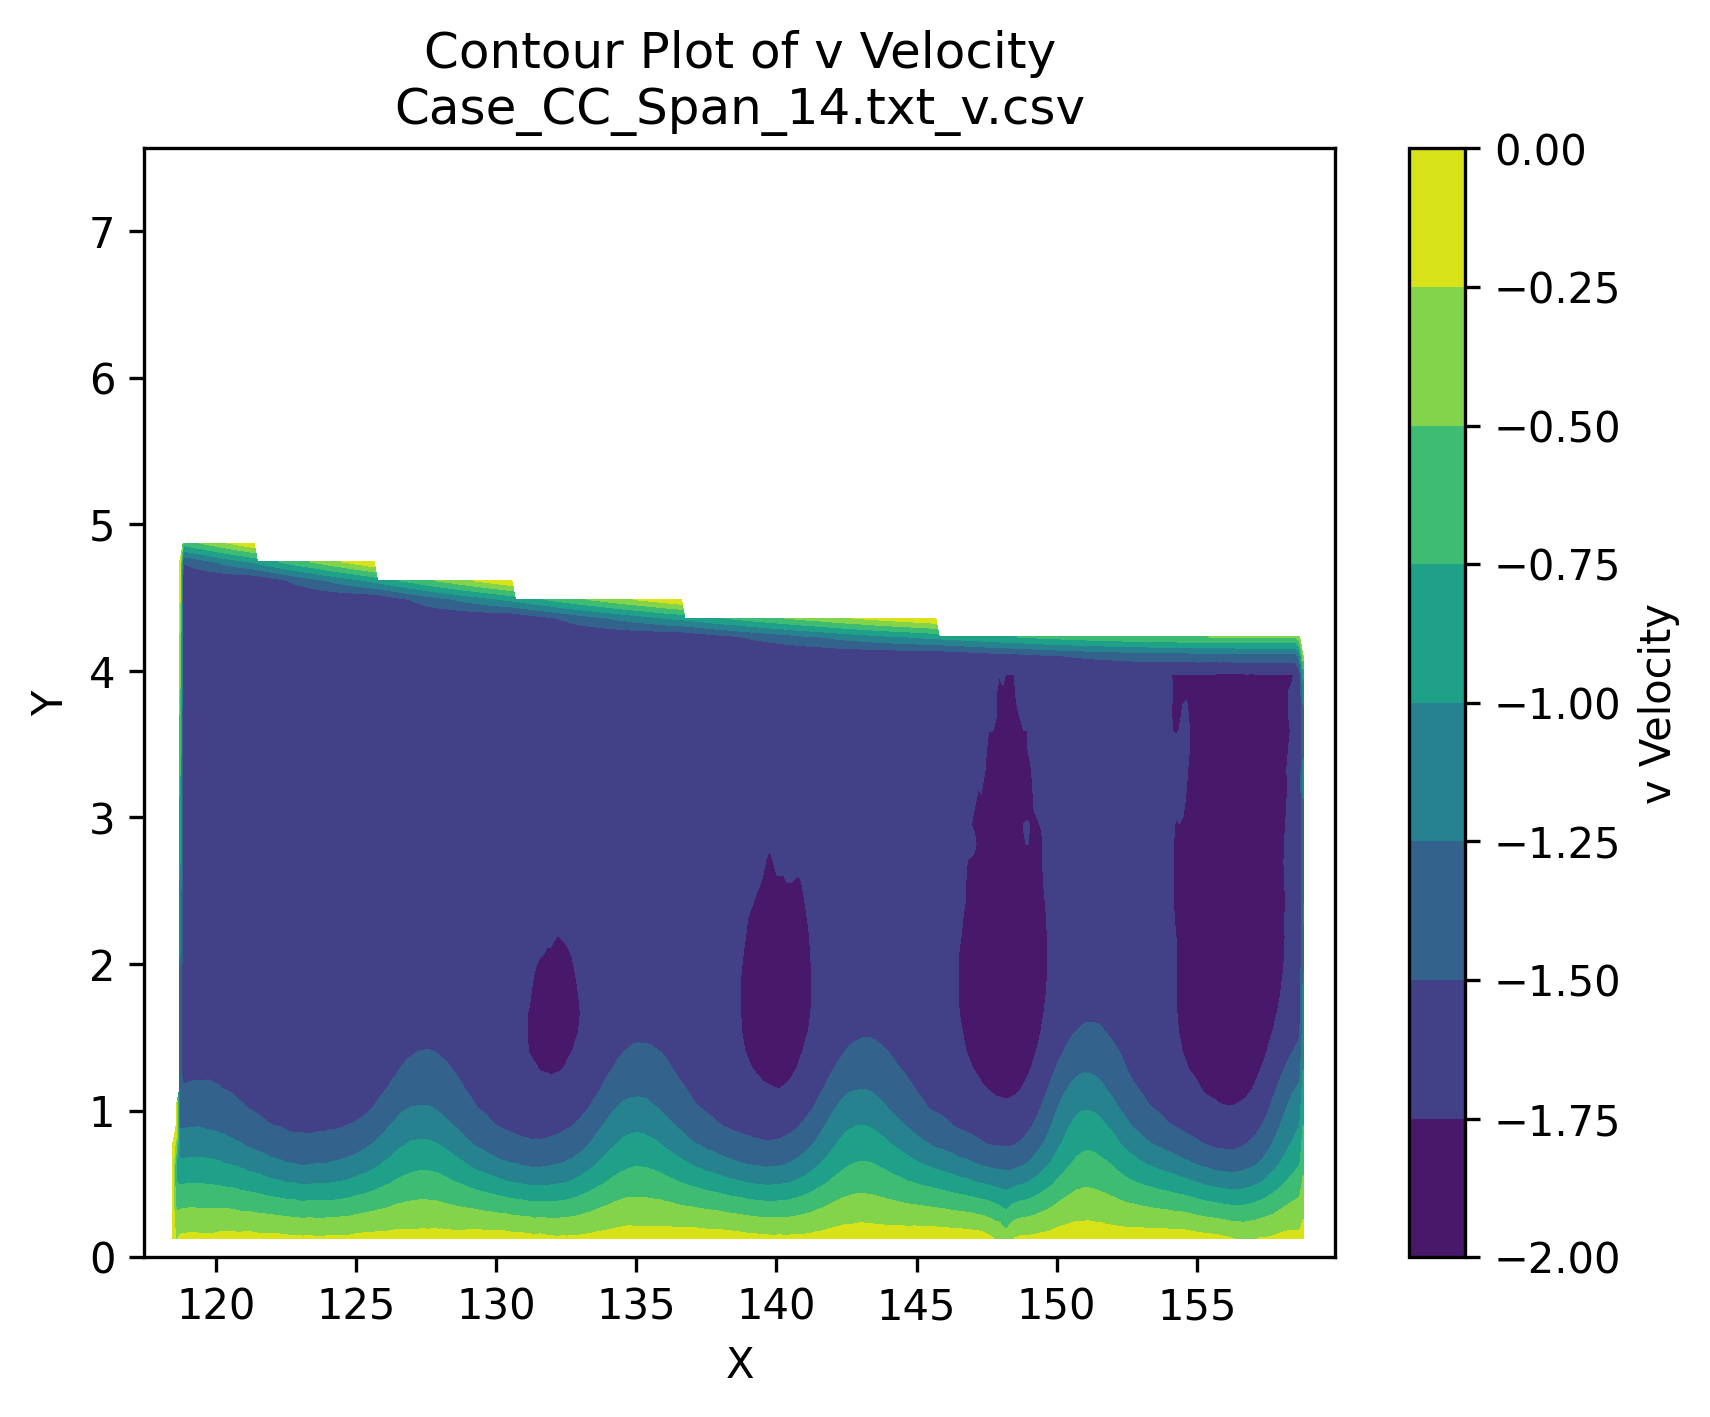 Contour Plot of v Velocity
Case_CC_Span_14.txt_v.csv
7
6
5
4
3
2
1
0
Y
120 125 130 135 140 145 150 155
X
0.00
−0.25
−0.50
−0.75
−1.00
−1.25
−1.50
−1.75
−2.00
v Velocity